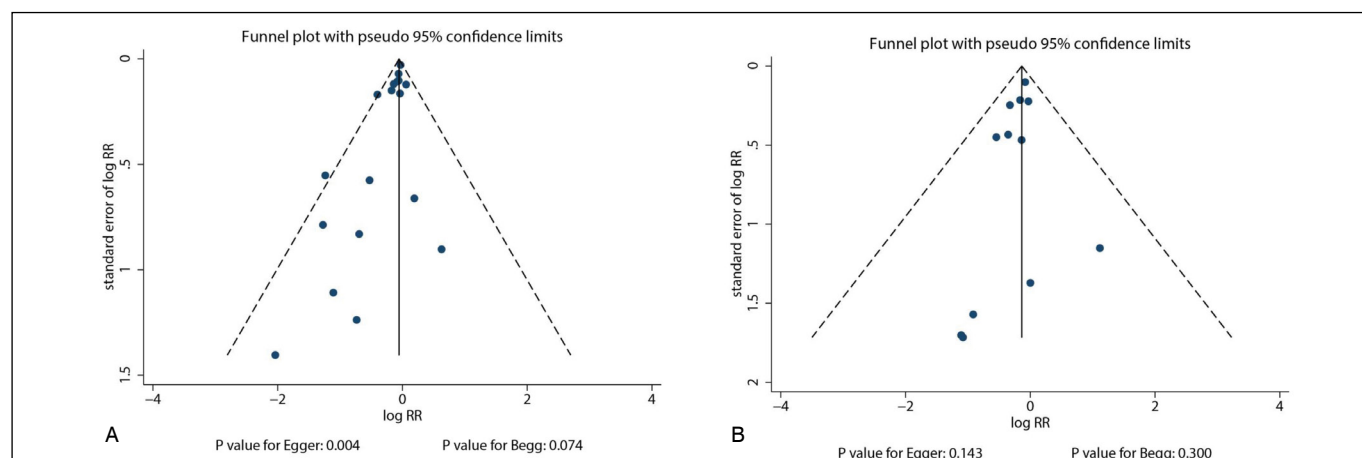 Funnel plot with pseudo 95% confidence limits
standard error of log RR
0
.5
1
1.5
−4
−2
0
2
4
log RR
A
P value for Egger: 0.004
P value for Begg: 0.074
Funnel plot with pseudo 95% confidence limits
standard error of log RR
0
.5
1
1.5
2
−4
−2
0
2
4
log RR
B
P value for Egger: 0.143
P value for Begg: 0.300